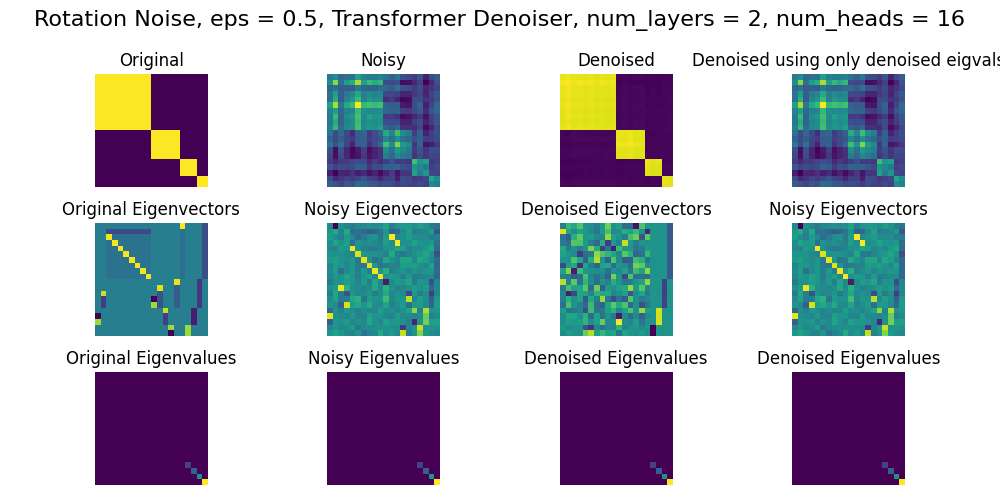 Rotation Noise, eps = 0.5, Transformer Denoiser, num_layers = 2, num_heads = 16
Original Noisy Denoised Denoised using only denoised eigvals
Original Eigenvectors Noisy Eigenvectors Denoised Eigenvectors Noisy Eigenvectors
Original Eigenvalues Noisy Eigenvalues Denoised Eigenvalues Denoised Eigenvalues